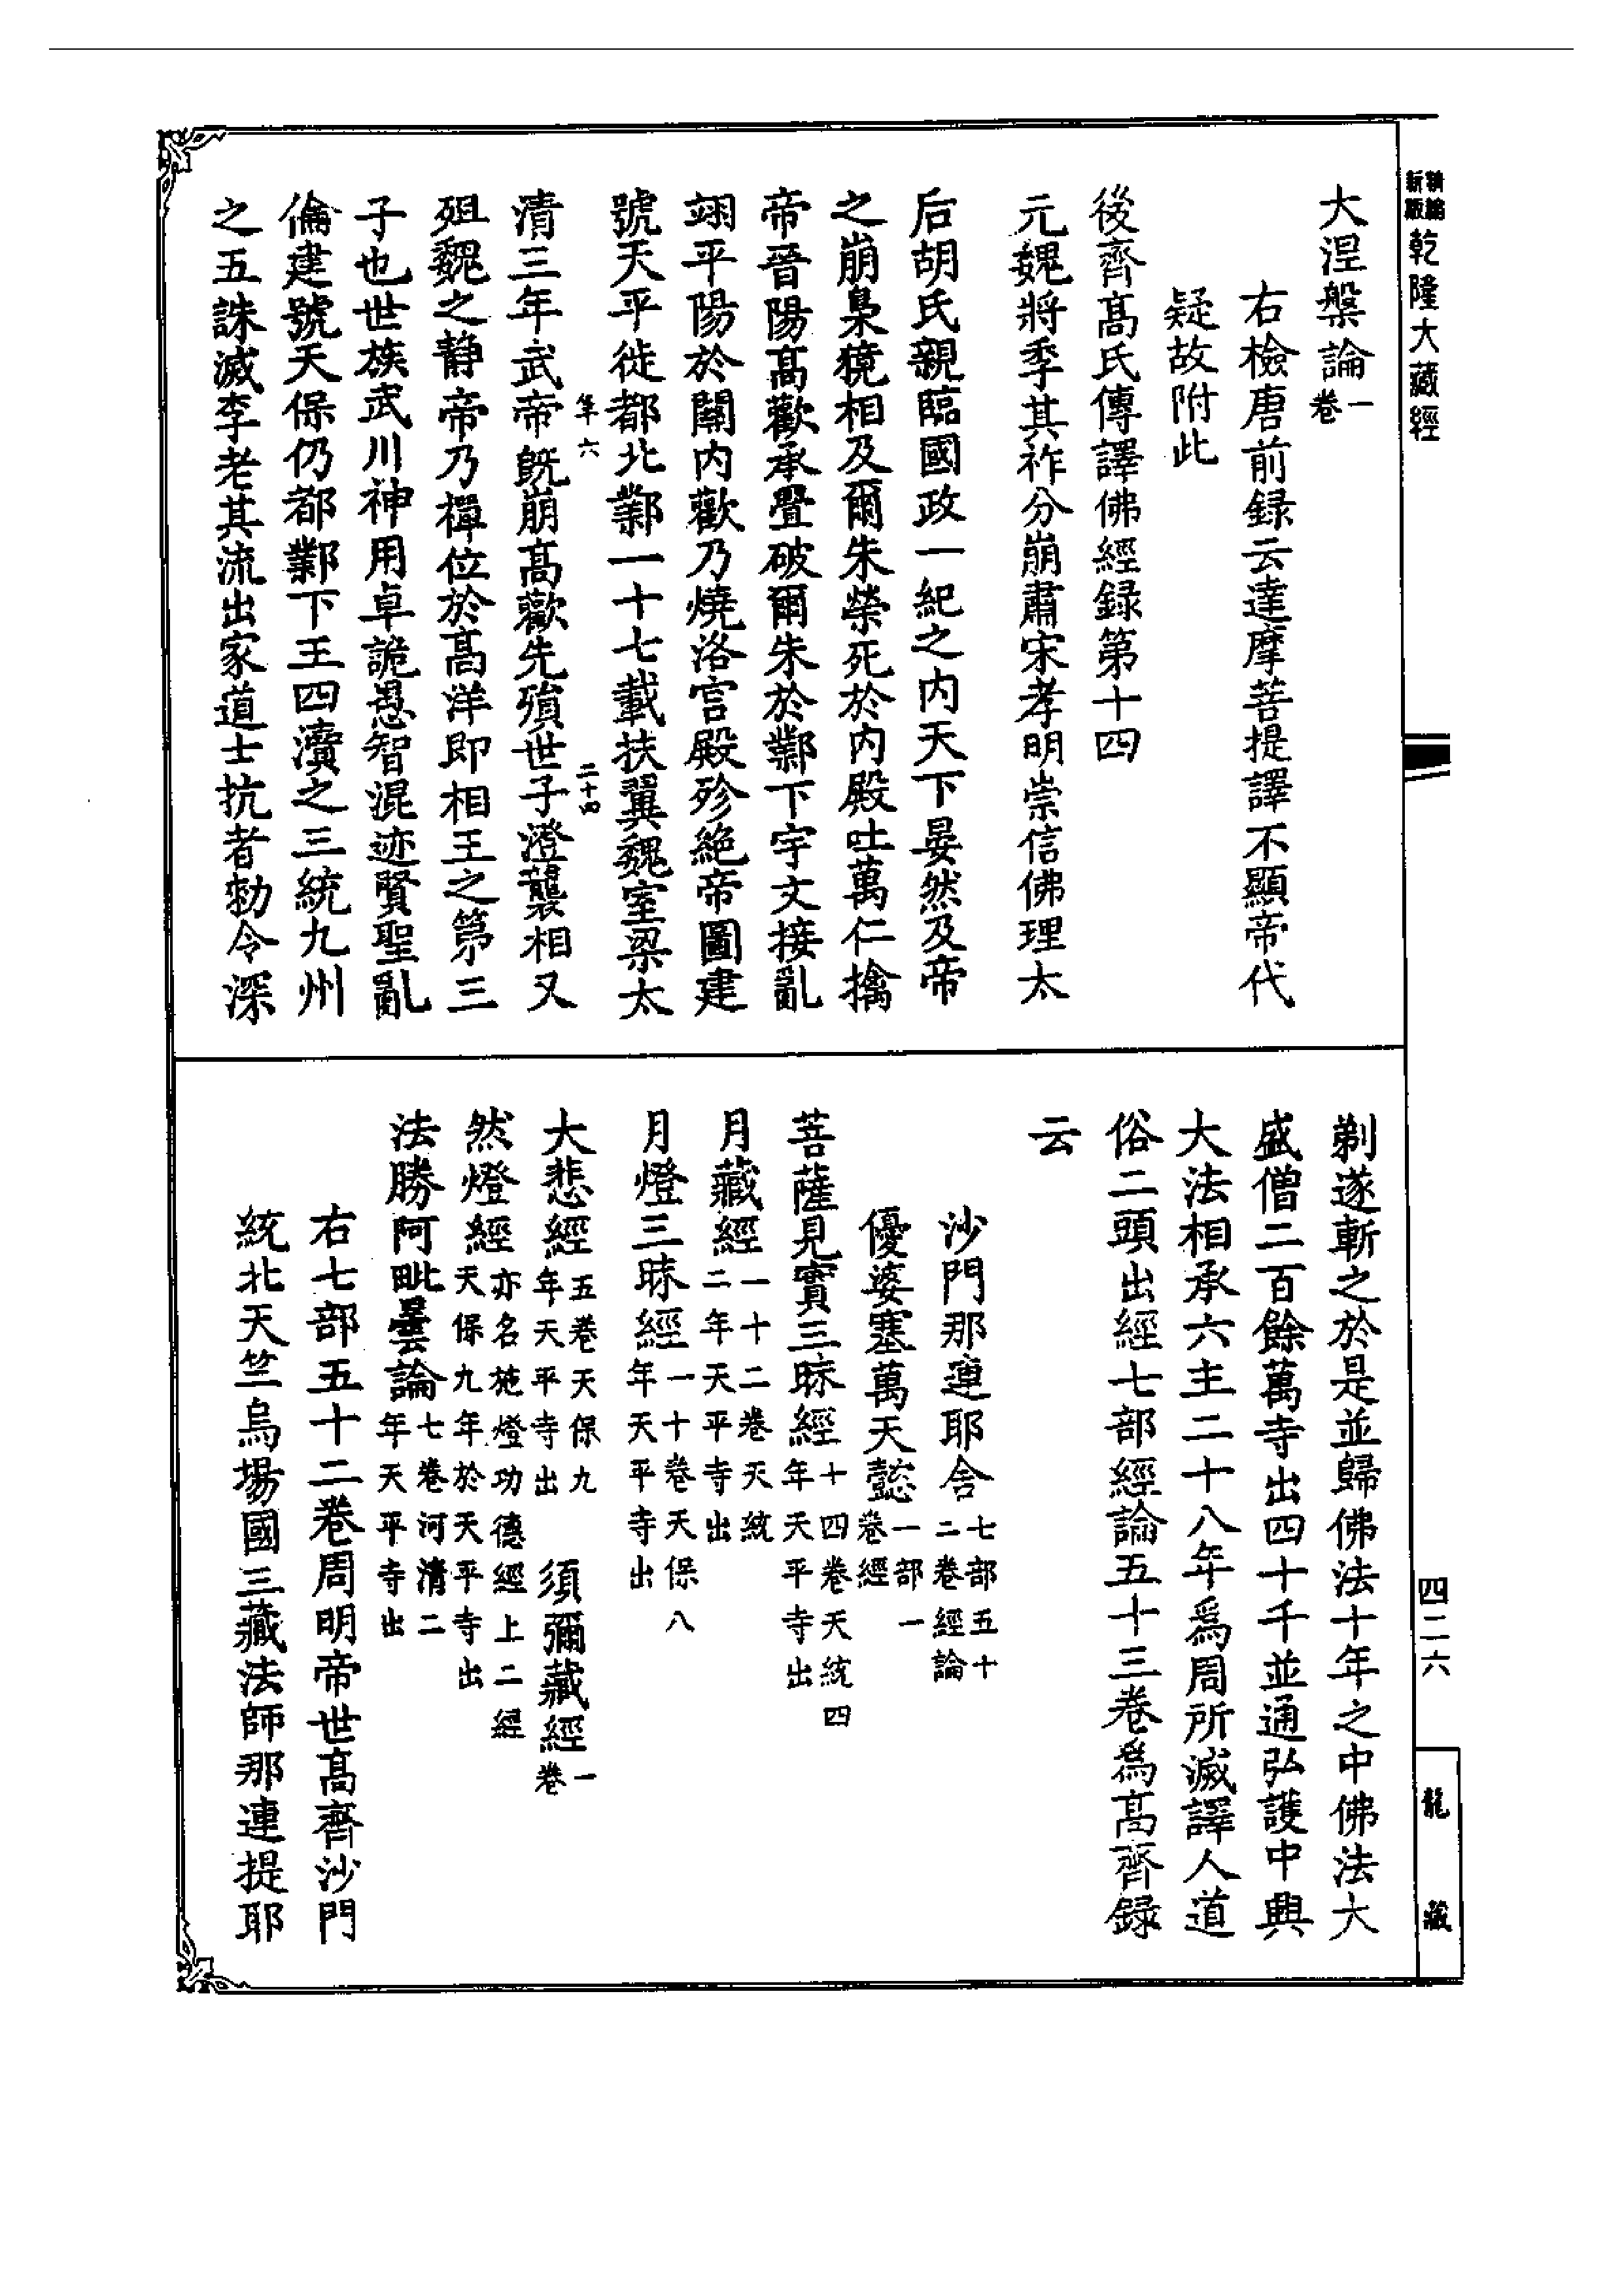 新版精縮乾隆大藏經
大涅槃論一卷
右檢唐前録云達摩菩提譯不顯帝代
疑故附此
後齊髙氏傳譯佛經録第十四
元魏將季其祚分崩肅宋孝明崇信佛理太
后胡氏親臨國政一紀之内天下晏然及帝
之崩梟獍相及爾朱榮死於内殿吐萬仁擒
帝晉陽髙歡承釁破爾朱於鄴下宇文接亂
翊平陽於關内歡乃燒洛宫殿殄絶帝圖建
號天平徙都北鄴一十七載扶翼魏室梁太
清三年武帝旣崩髙歡先殞世子澄襲相又
殂魏之静帝乃禪位於髙洋即相王之第三
子也世族武川神用卓詭愚智混迹賢聖亂
倫建號天保仍都鄴下王四瀆之三統九州
之五誅滅李老其流出家道士抗者勑令深
剃遂斬之於是並歸佛法十年之中佛法大
盛僧二百餘萬寺出四十千並通弘護中興
大法相承六主二十八年爲周所滅譯人道
俗二頭出經七部經論五十三卷爲髙齊録
云
沙門那連耶舍七部五十二卷經論
優婆塞萬天懿一部一卷經
菩薩見實三昧經十四卷天統四年天平寺出
月藏經一十二卷天統二年天平寺出
月燈三昧經一十卷天保八年天平寺出
大悲經五卷天保九年天平寺出 須彌藏經一卷
然燈經亦名施燈功德經上二經天保九年於天平寺出
法勝阿毗曇論七卷河清二年天平寺出
右七部五十二卷周明帝世髙齊沙門
統北天竺烏場國三藏法師那連提耶
四二六
龍藏